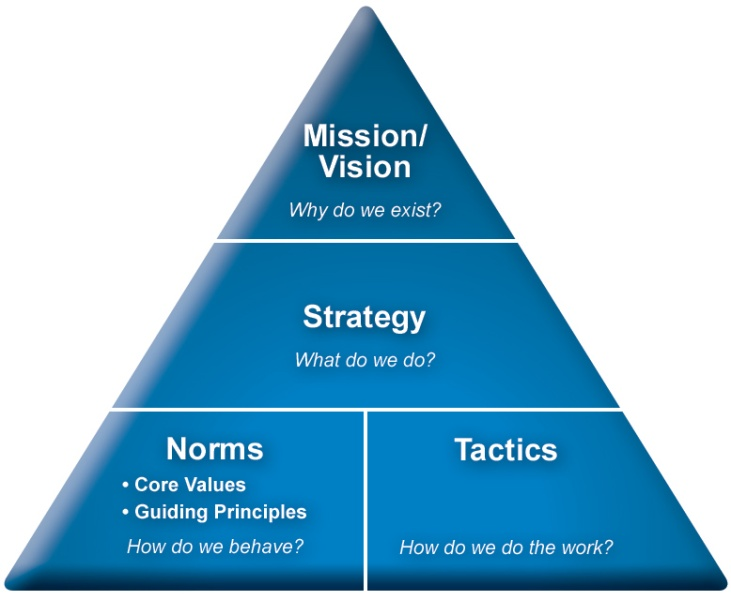 Mission/
Vision
Why do we exist?
Strategy
What do we do?
Norms
• Core Values
• Guiding Principles
How do we behave?
Tactics
How do we do the work?